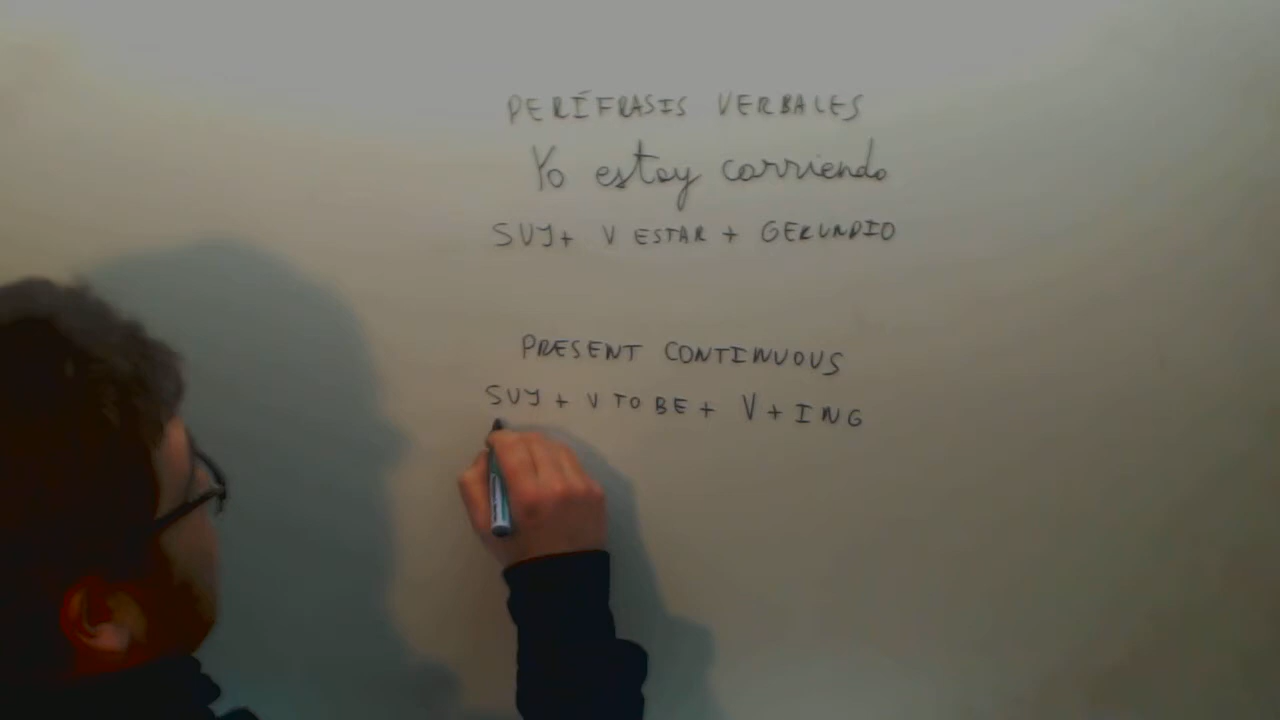 PERÍFRASIS VERBALES
Yo estoy corriendo
SUJ+ V ESTAR + GERUNDIO
PRESENT CONTINUOUS
SUJ + V TO BE + V + ING